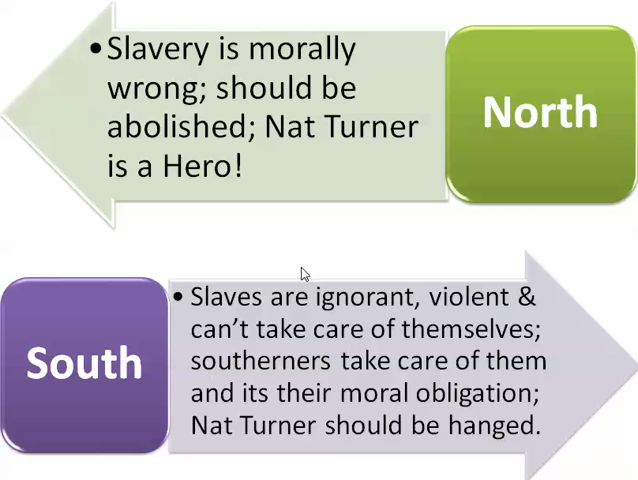 •Slavery is morally
wrong; should be
abolished; Nat Turner
is a Hero!
North
South
• Slaves are ignorant, violent &
can't take care of themselves;
southerners take care of them
and its their moral obligation;
Nat Turner should be hanged.